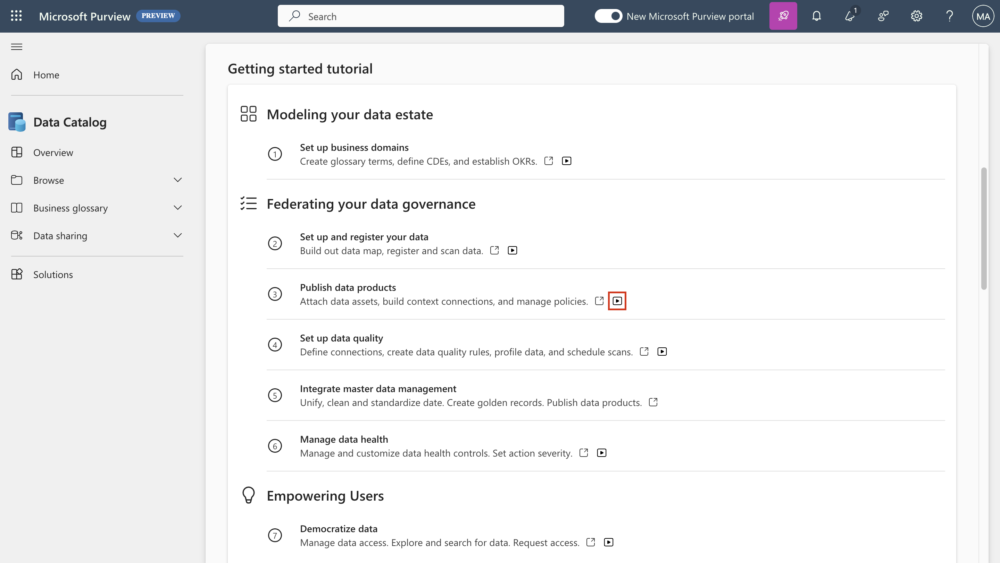 Microsoft Purview PREVIEW
Search
New Microsoft Purview portal
1
MA
Home
Data Catalog
Overview
Browse
Business glossary
Data sharing
Solutions
Getting started tutorial
Modeling your data estate
1
Set up business domains
Create glossary terms, define CDEs, and establish OKRs.
Federating your data governance
2
Set up and register your data
Build out data map, register and scan data.
3
Publish data products
Attach data assets, build context connections, and manage policies.
4
Set up data quality
Define connections, create data quality rules, profile data, and schedule scans.
5
Integrate master data management
Unify, clean and standardize date. Create golden records. Publish data products.
6
Manage data health
Manage and customize data health controls. Set action severity.
Empowering Users
7
Democratize data
Manage data access. Explore and search for data. Request access.